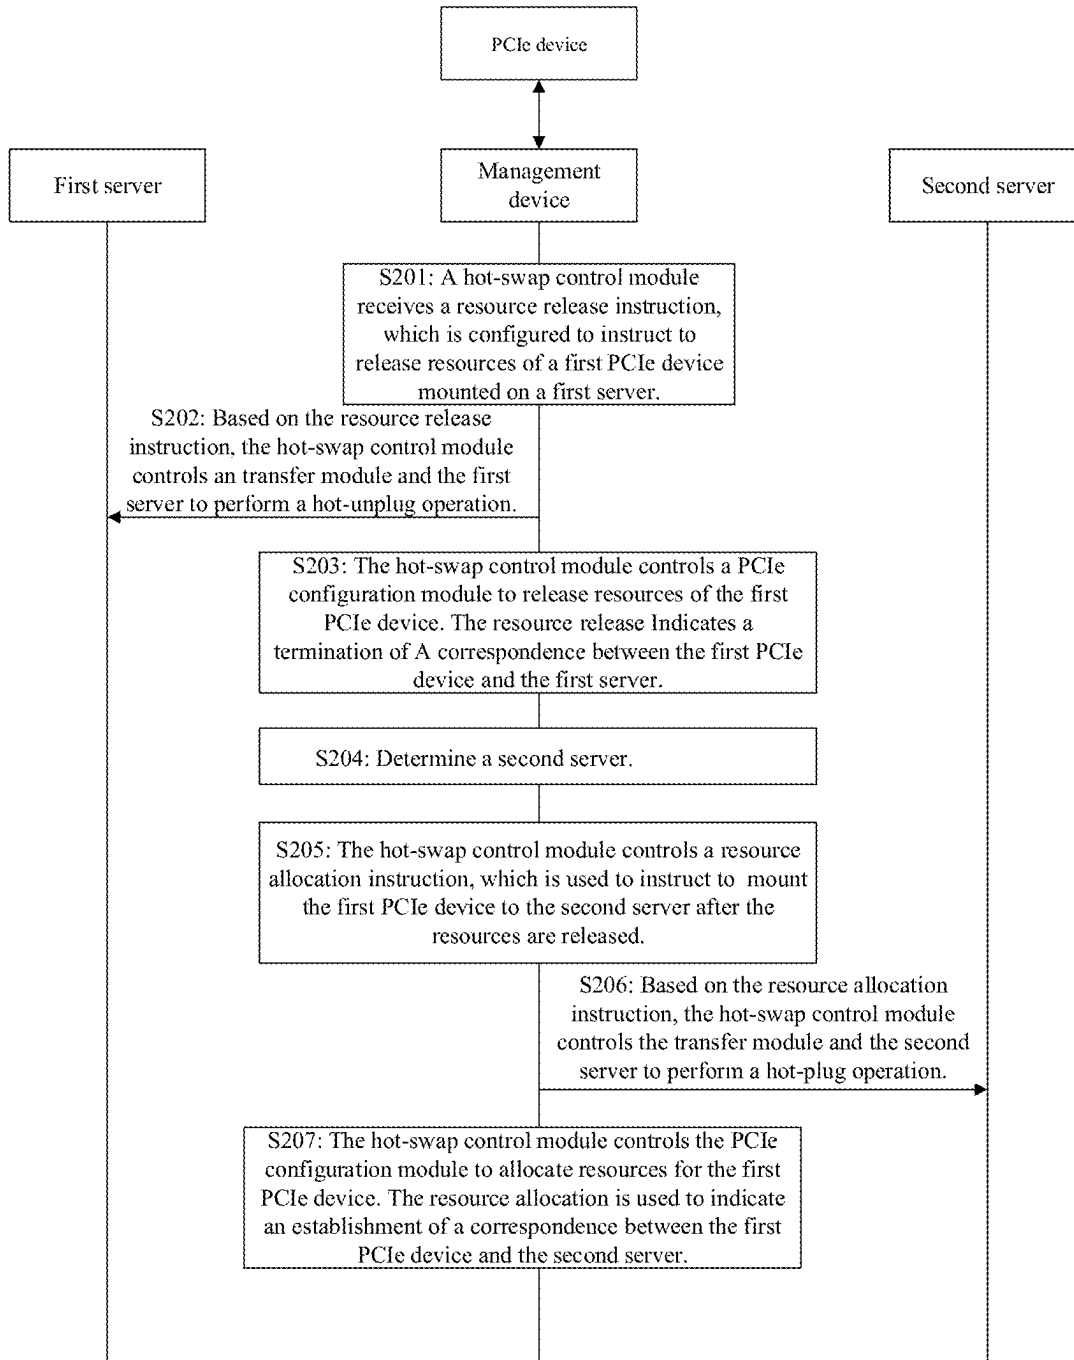 PCIe device
First server
Management
device
Second server
S201: A hot-swap control module
receives a resource release instruction,
which is configured to instruct to
release resources of a first PCIe device
mounted on a first server.
S202: Based on the resource release
instruction, the hot-swap control module
controls an transfer module and the first
server to perform a hot-unplug operation.
S203: The hot-swap control module controls a PCIe
configuration module to release resources of the first
PCIe device. The resource release Indicates a
termination of A correspondence between the first PCIe
device and the first server.
S204: Determine a second server.
S205: The hot-swap control module controls a resource
allocation instruction, which is used to instruct to mount
the first PCIe device to the second server after the
resources are released.
S206: Based on the resource allocation
instruction, the hot-swap control module
controls the transfer module and the second
server to perform a hot-plug operation.
S207: The hot-swap control module controls the PCIe
configuration module to allocate resources for the first
PCIe device. The resource allocation is used to indicate
an establishment of a correspondence between the first
PCIe device and the second server.